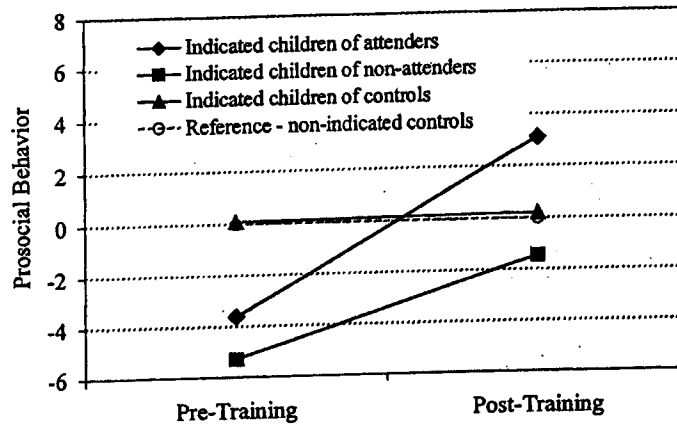 8
6
4
2
0
-2
-4
-6
Prosocial Behavior
Indicated children of attenders
Indicated children of non-attenders
Indicated children of controls
Reference - non-indicated controls
Pre-Training
Post-Training